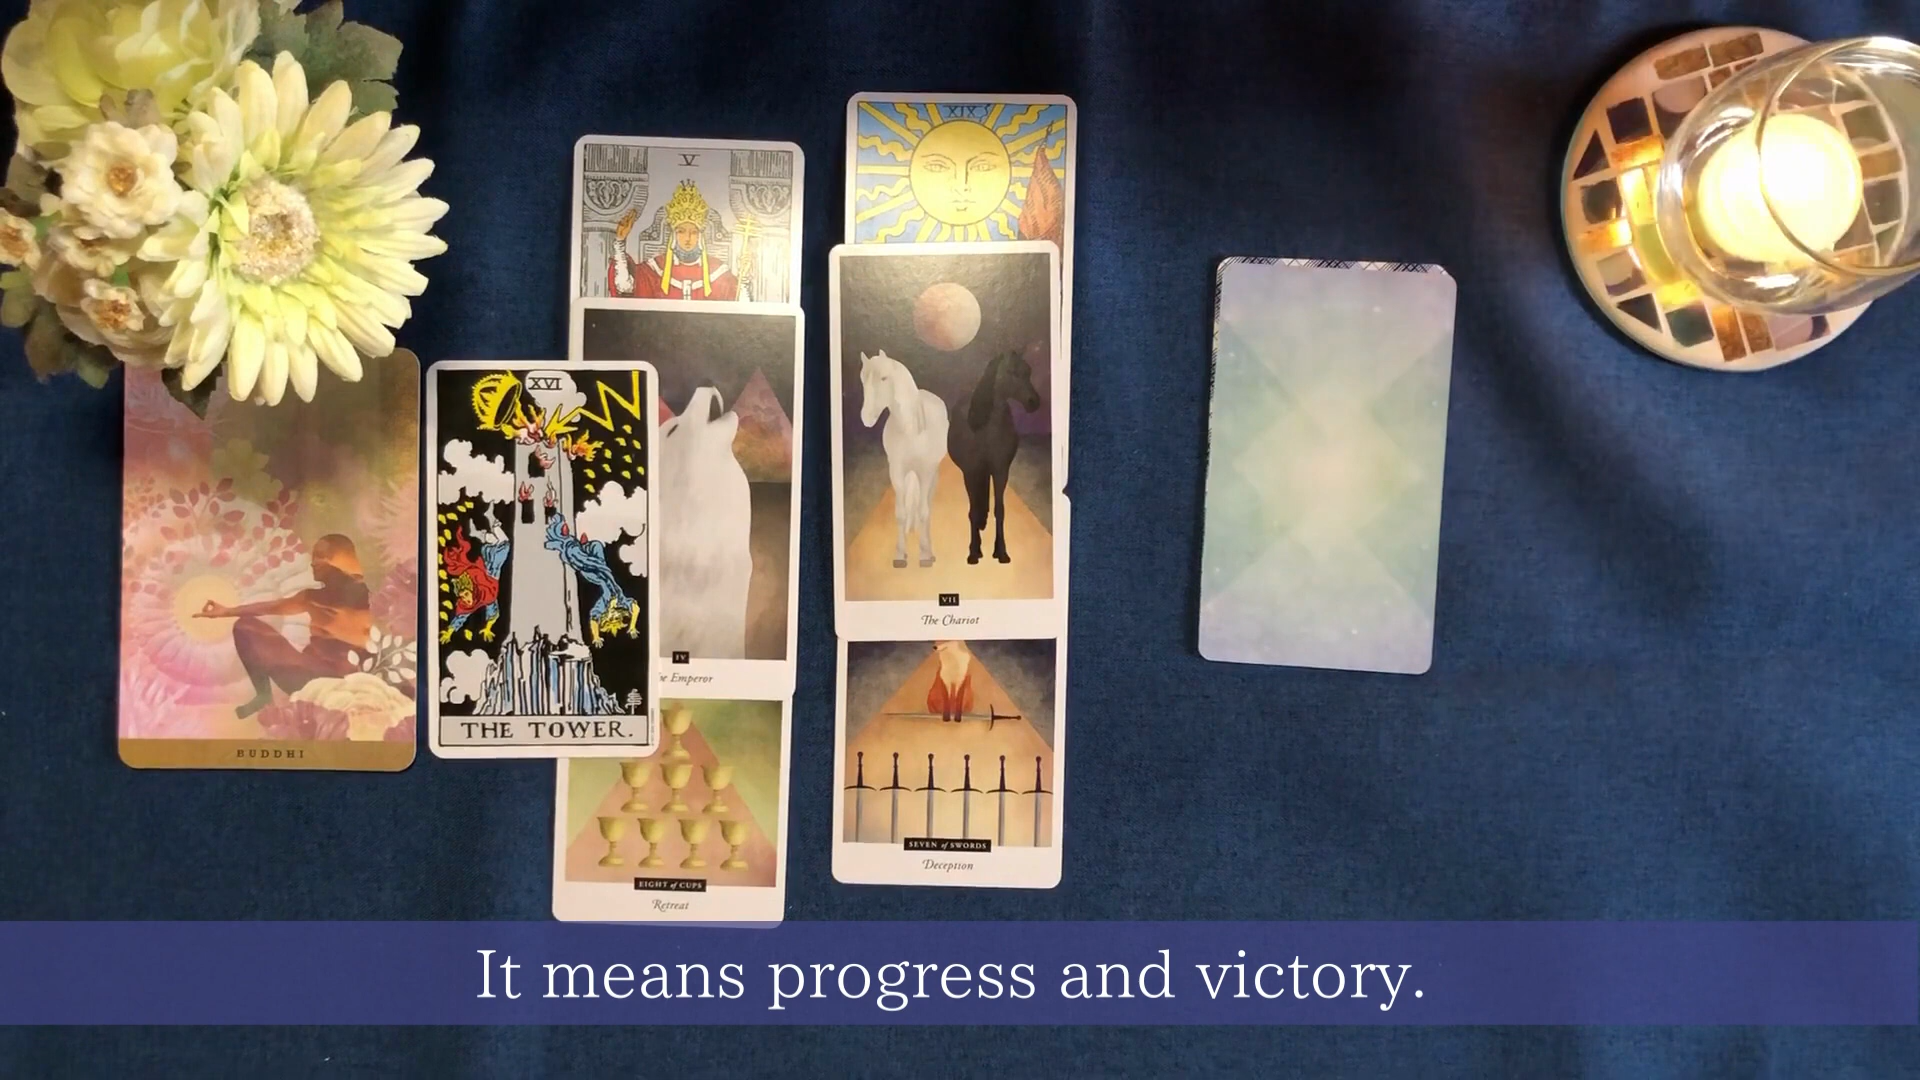 XIX
V
XVI
VII
The Chariot
IV
he Emperor
THE TOWER.
BUDDHI
SEVEN of SWORDS
Deception
EIGHT of CUPS
Retreat
It means progress and victory.